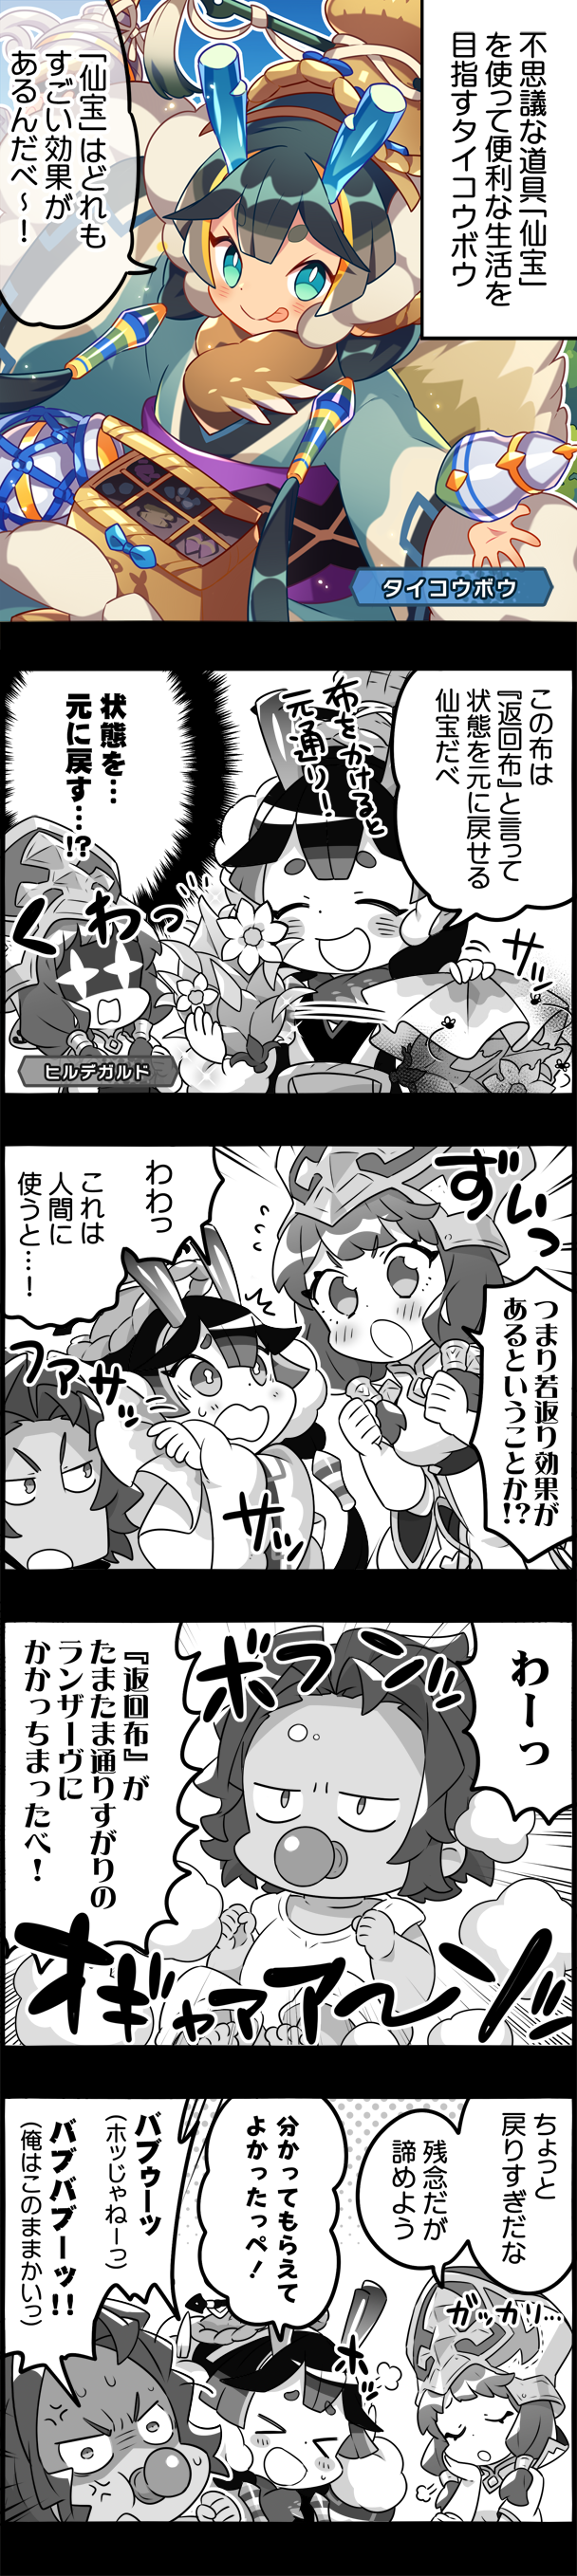 不思議な道具「仙宝」
を使って便利な生活を
目指すタイコウボウ
「仙宝」はどれも
すごい効果が
あるんだべ～!
タイコウボウ
この布は
『返回布』と言って
状態を元に戻せる
仙宝だべ
布をかけると
元通り!
サッ
状態を…
元に戻す…!?
くわっ
ヒルデガルド
ずいっ
つまり若返り効果が
あるということか!?
わわっ
これは
人間に
使うと…!
サッ
ファサッ
わーっ
ボフンッ
『返回布』が
たまたま通りすがりの
ランザーヴに
かかっちまったべ!
オギャマアァ～ンッ
ちょっと
戻りすぎだな
残念だが
諦めよう
ガッカリ…
分かってもらえて
よかったっぺ!
ホッ
バブゥーッ
(ホッじゃねーっ)
バブバブーッ!!
(俺はこのままかいっ)